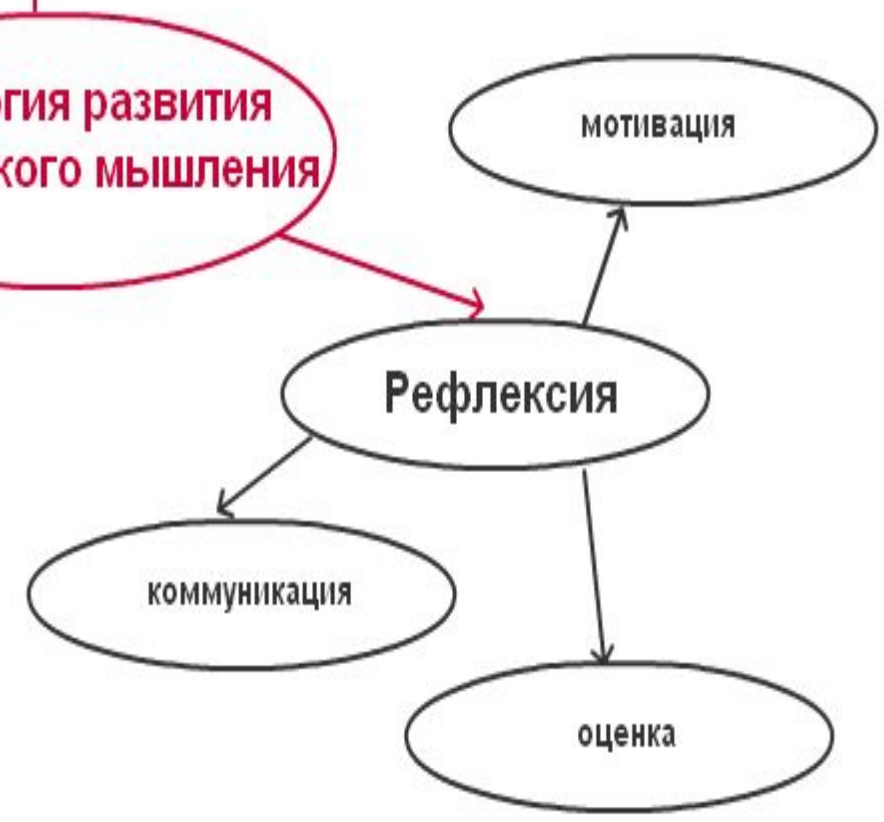 гия развития
кого мышления
мотивация
Рефлексия
коммуникация
оценка